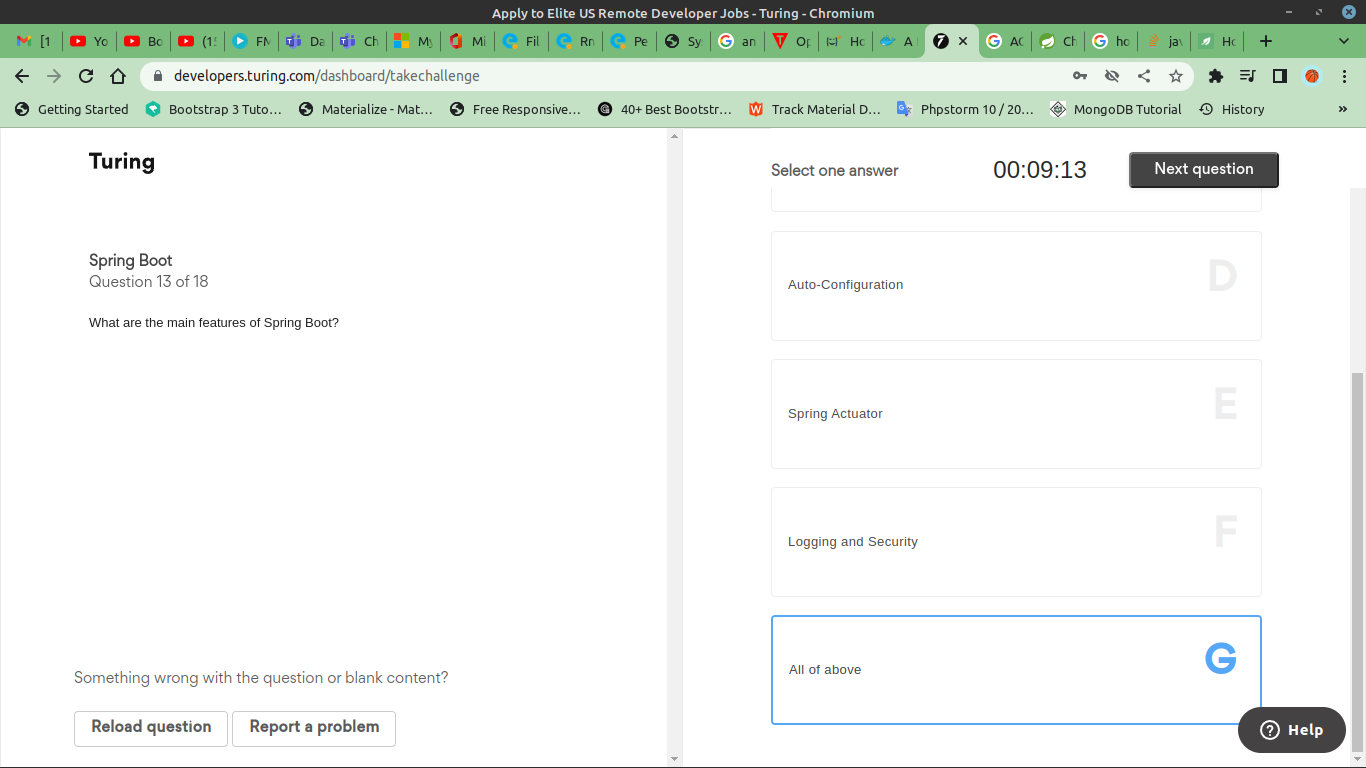 Apply to Elite US Remote Developer Jobs - Turing - Chromium
[1 Yo Bo (1! FM Da Ch My Mi Fil Rn Pe Sy an Op Ho A AC Ch ho jav Ho
developers.turing.com/dashboard/takechallenge
Getting Started Bootstrap 3 Tuto... Materialize - Mat... Free Responsive... 40+ Best Bootstr... Track Material D... Phpstorm 10 / 20... MongoDB Tutorial History »
Turing
Select one answer
00:09:13
Next question
Spring Boot
Question 13 of 18
What are the main features of Spring Boot?
Auto-Configuration
D
Spring Actuator
E
Logging and Security
F
All of above
G
Something wrong with the question or blank content?
Reload question Report a problem
Help